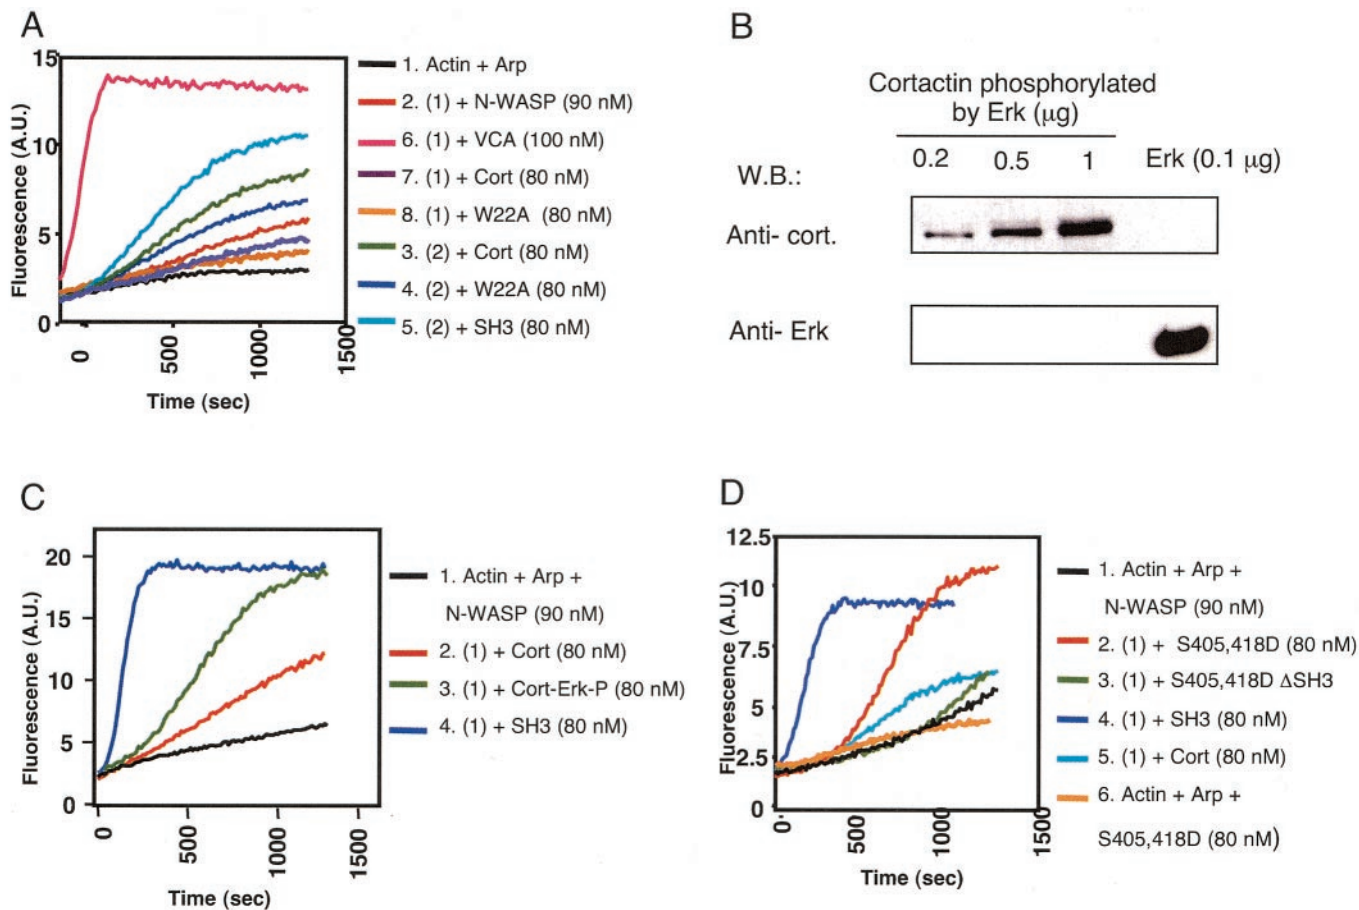 A
15
10
5
0
Fluorescence (A.U.)
0
500
1000
1500
Time (sec)
1. Actin + Arp
2. (1) + N-WASP (90 nM)
6. (1) + VCA (100 nM)
7. (1) + Cort (80 nM)
8. (1) + W22A (80 nM)
3. (2) + Cort (80 nM)
4. (2) + W22A (80 nM)
5. (2) + SH3 (80 nM)
B
Cortactin phosphorylated
by Erk (μg)
0.2 0.5 1 Erk (0.1 μg)
W.B.:
Anti- cort.
Anti- Erk
C
20
15
10
5
0
Fluorescence (A.U.)
0
500
1000
1500
Time (sec)
1. Actin + Arp +
N-WASP (90 nM)
2. (1) + Cort (80 nM)
3. (1) + Cort-Erk-P (80 nM)
4. (1) + SH3 (80 nM)
D
12.5
10
7.5
5
2.5
0
Fluorescence (A.U.)
0
500
1000
1500
Time (sec)
1. Actin + Arp +
N-WASP (90 nM)
2. (1) + S405,418D (80 nM)
3. (1) + S405,418D ΔSH3
4. (1) + SH3 (80 nM)
5. (1) + Cort (80 nM)
6. Actin + Arp +
S405,418D (80 nM)